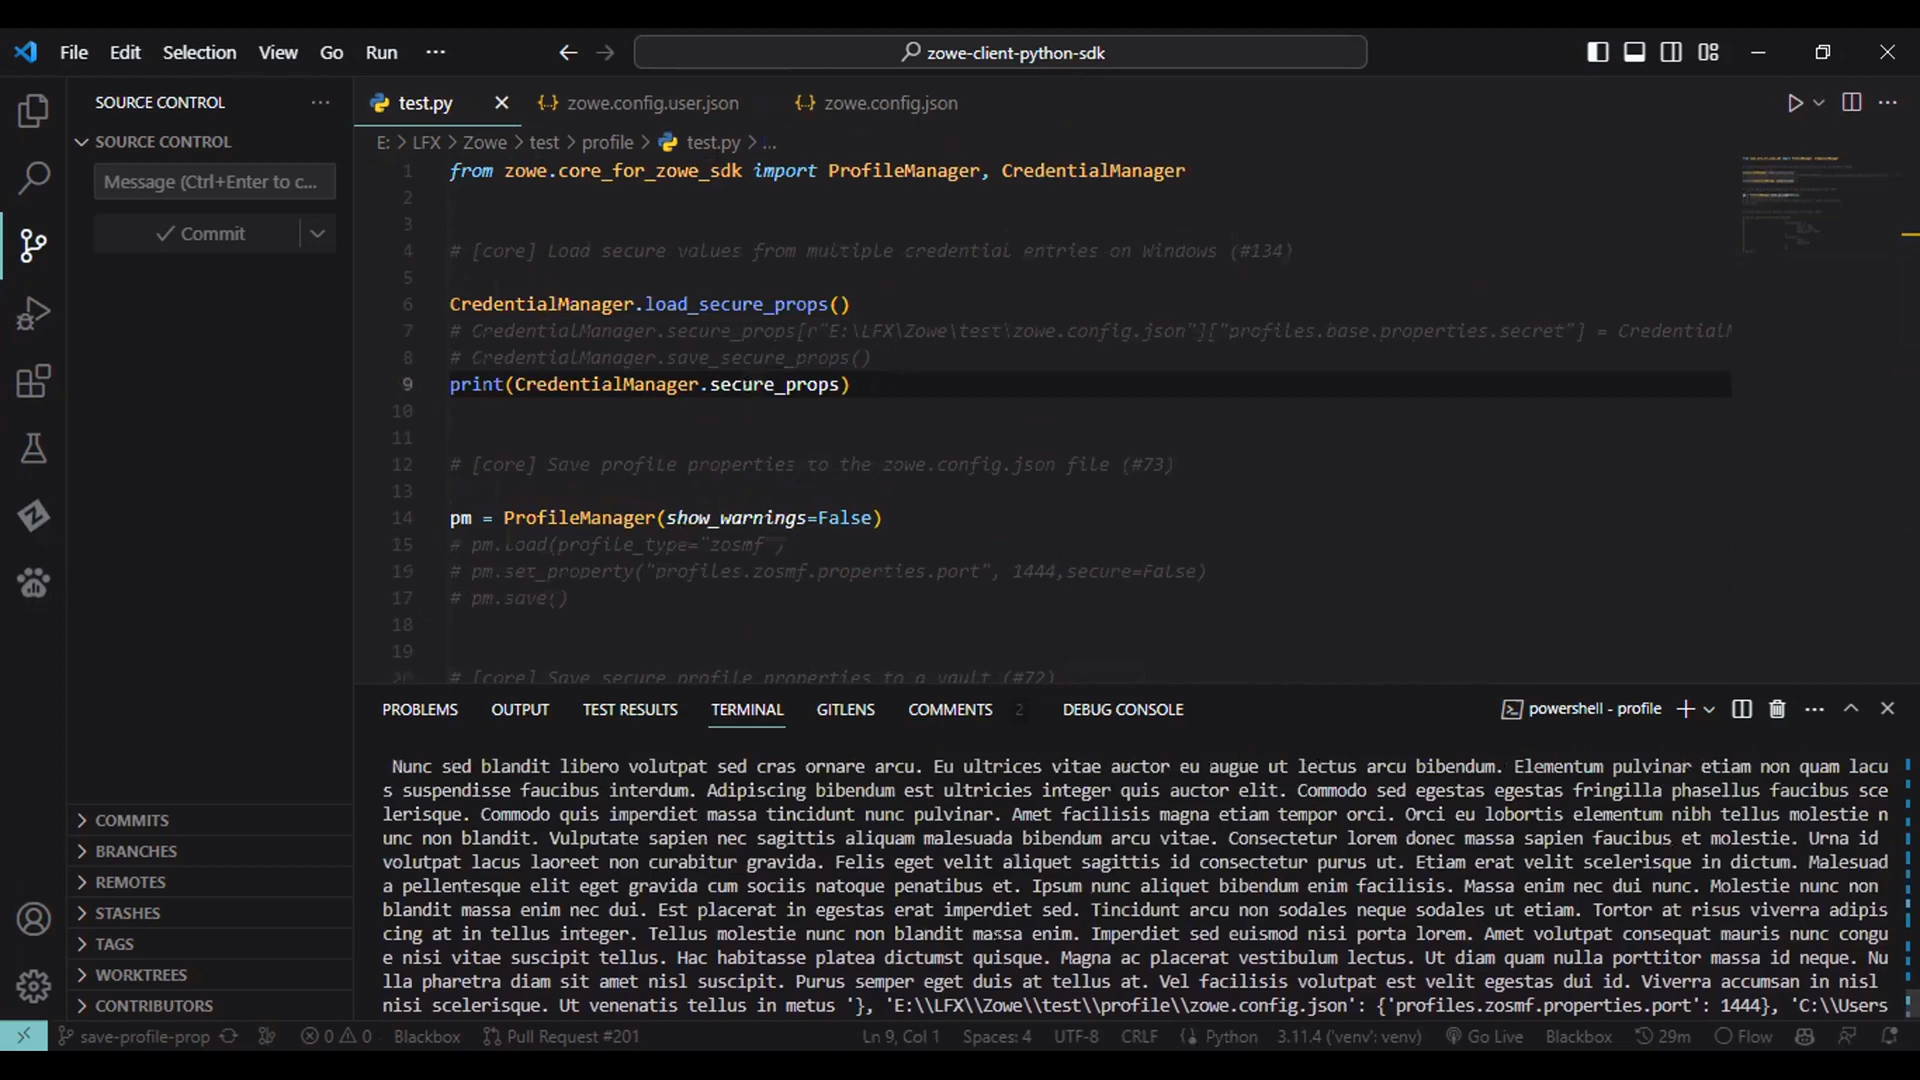 File Edit Selection View Go Run ··· zowe-client-python-sdk
SOURCE CONTROL ···
test.py zowe.config.user.json zowe.config.json
SOURCE CONTROL
Message (Ctrl+Enter to c...
Commit
E: > LFX > Zowe > test > profile > test.py > ...
1 from zowe.core_for_zowe_sdk import ProfileManager, CredentialManager
2
3
4 # [core] Load secure values from multiple credential entries on Windows (#134)
5
6 CredentialManager.load_secure_props()
7 # CredentialManager.secure_props[r"E:\LFX\Zowe\test\zowe.config.json"]["profiles.base.properties.secret"] = Credential
8 # CredentialManager.save_secure_props()
9 print(CredentialManager.secure_props)
10
11
12 # [core] Save profile properties to the zowe.config.json file (#73)
13
14 pm = ProfileManager(show_warnings=False)
15 # pm.load(profile_type="zosmf")
# pm.set_property("profiles.zosmf.properties.port", 1444,secure=False)
17 # pm.save()
18
19
# [core] Save secure profile properties to a vault (#72)
COMMITS
BRANCHES
REMOTES
STASHES
TAGS
WORKTREES
CONTRIBUTORS
PROBLEMS OUTPUT TEST RESULTS TERMINAL GITLENS COMMENTS 2 DEBUG CONSOLE powershell - profile
Nunc sed blandit libero volutpat sed cras ornare arcu. Eu ultrices vitae auctor eu augue ut lectus arcu bibendum. Elementum pulvinar etiam non quam lacu
s suspendisse faucibus interdum. Adipiscing bibendum est ultricies integer quis auctor elit. Commodo sed egestas egestas fringilla phasellus faucibus sce
lerisque. Commodo quis imperdiet massa tincidunt nunc pulvinar. Amet facilisis magna etiam tempor orci. Orci eu lobortis elementum nibh tellus molestie n
unc non blandit. Vulputate sapien nec sagittis aliquam malesuada bibendum arcu vitae. Consectetur lorem donec massa sapien faucibus et molestie. Urna id
volutpat lacus laoreet non curabitur gravida. Felis eget velit aliquet sagittis id consectetur purus ut. Etiam erat velit scelerisque in dictum. Malesuad
a pellentesque elit eget gravida cum sociis natoque penatibus et. Ipsum nunc aliquet bibendum enim facilisis. Massa enim nec dui nunc. Molestie nunc non
blandit massa enim nec dui. Est placerat in egestas erat imperdiet sed. Tincidunt arcu non sodales neque sodales ut etiam. Tortor at risus viverra adipis
cing at in tellus integer. Tellus molestie nunc non blandit massa enim. Imperdiet sed euismod nisi porta lorem. Amet volutpat consequat mauris nunc congu
e nisi vitae suscipit tellus. Hac habitasse platea dictumst quisque. Magna ac placerat vestibulum lectus. Ut diam quam nulla porttitor massa id neque. Nu
lla pharetra diam sit amet nisl suscipit. Purus semper eget duis at tellus at. Vel facilisis volutpat est velit egestas dui id. Viverra accumsan in nisl
nisi scelerisque. Ut venenatis tellus in metus '}, 'E:\\LFX\\Zowe\\test\\profile\\zowe.config.json': {'profiles.zosmf.properties.port': 1444}, 'C:\\Users
save-profile-prop 0 0 Blackbox Pull Request #201 Ln 9, Col 1 Spaces: 4 UTF-8 CRLF Python 3.11.4 ('venv': venv) Go Live Blackbox 29m Flow